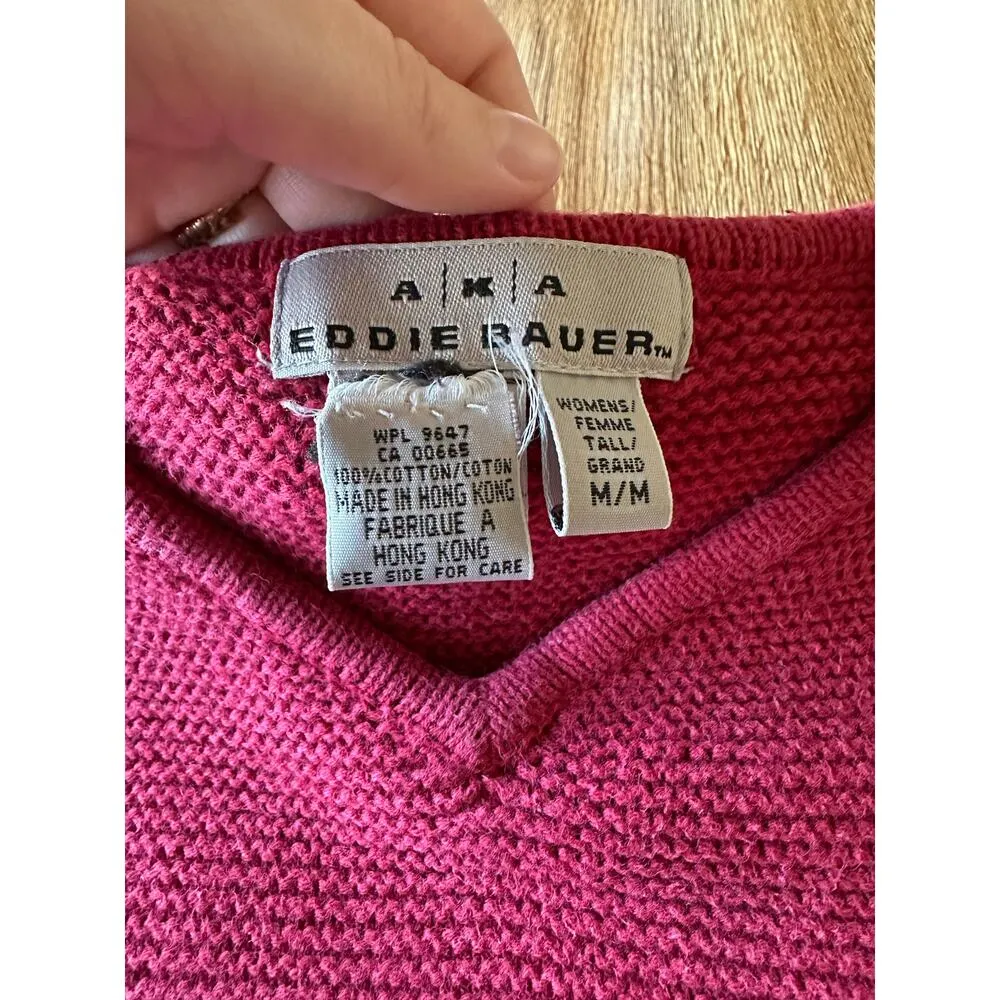 A|K|A
EDDIE BAUER™
WPL 9647
CA 00665
100%COTTON/COTON
MADE IN HONG KONG
FABRIQUE A
HONG KONG
SEE SIDE FOR CARE
WOMENS/
FEMME
TALL/
GRAND
M/M